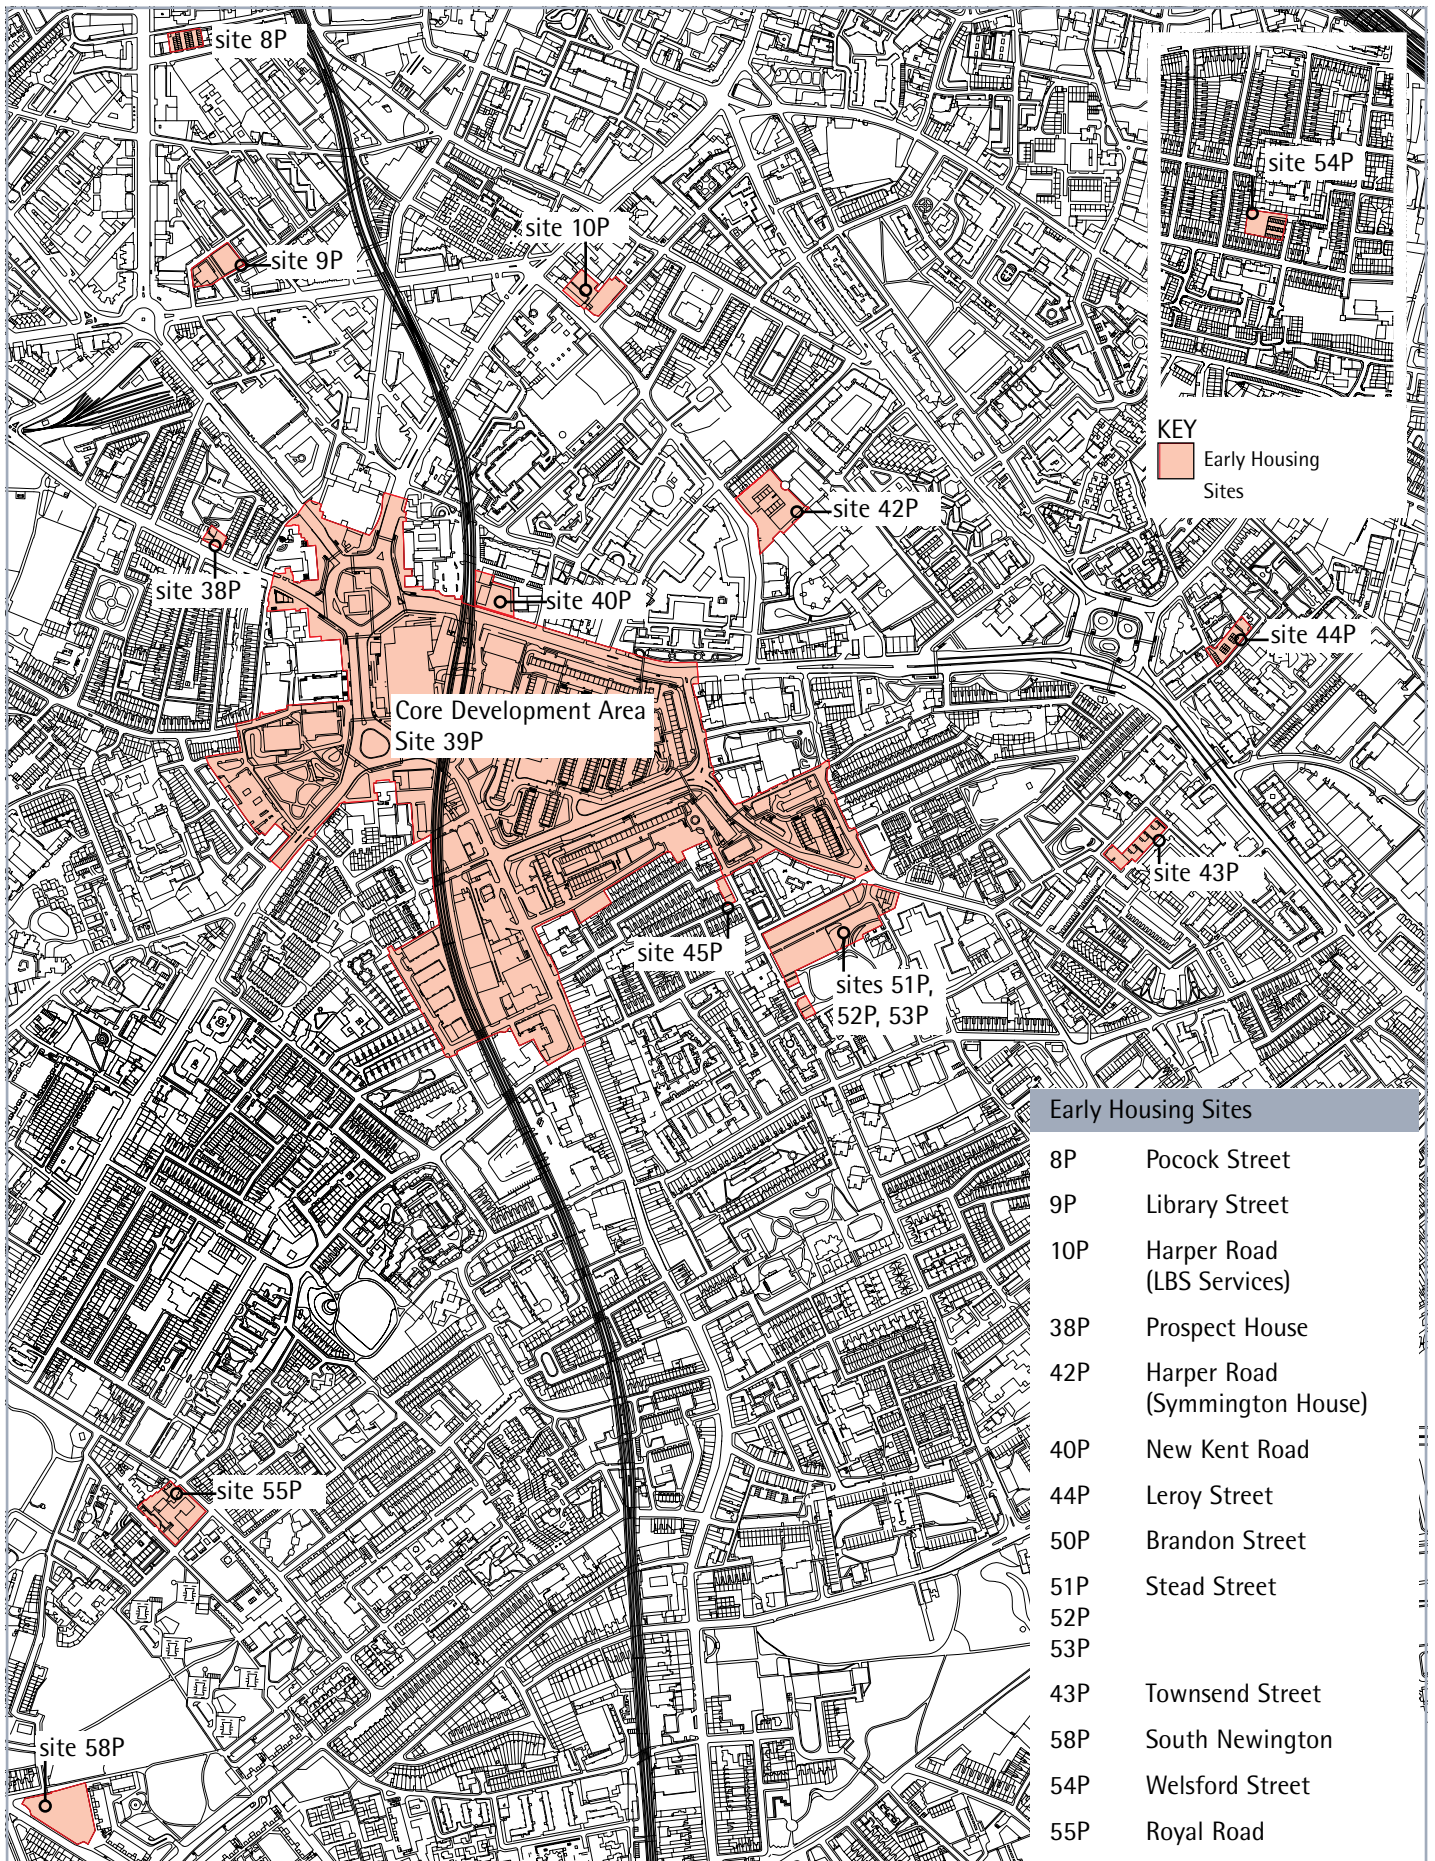 site 8P
site 54P
site 10P
site 9P
KEY
Early Housing
Sites
site 42P
site 38P
site 40P
site 44P
Core Development Area
Site 39P
site 43P
site 45P
sites 51P,
52P, 53P
site 55P
site 58P
Early Housing Sites
8P Pocock Street
9P Library Street
10P Harper Road
(LBS Services)
38P Prospect House
42P Harper Road
(Symmington House)
40P New Kent Road
44P Leroy Street
50P Brandon Street
51P Stead Street
52P
53P
43P Townsend Street
58P South Newington
54P Welsford Street
55P Royal Road